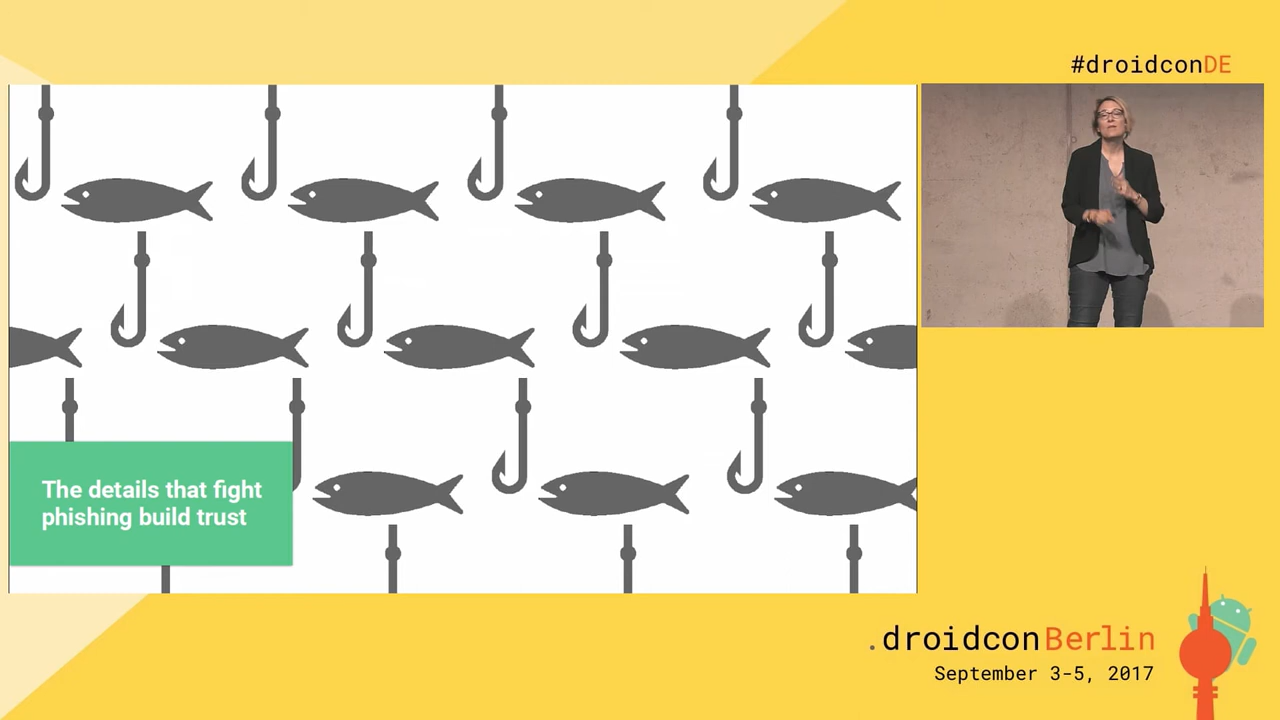 #droidconDE
The details that fight
phishing build trust
.droidconBerlin
September 3-5, 2017